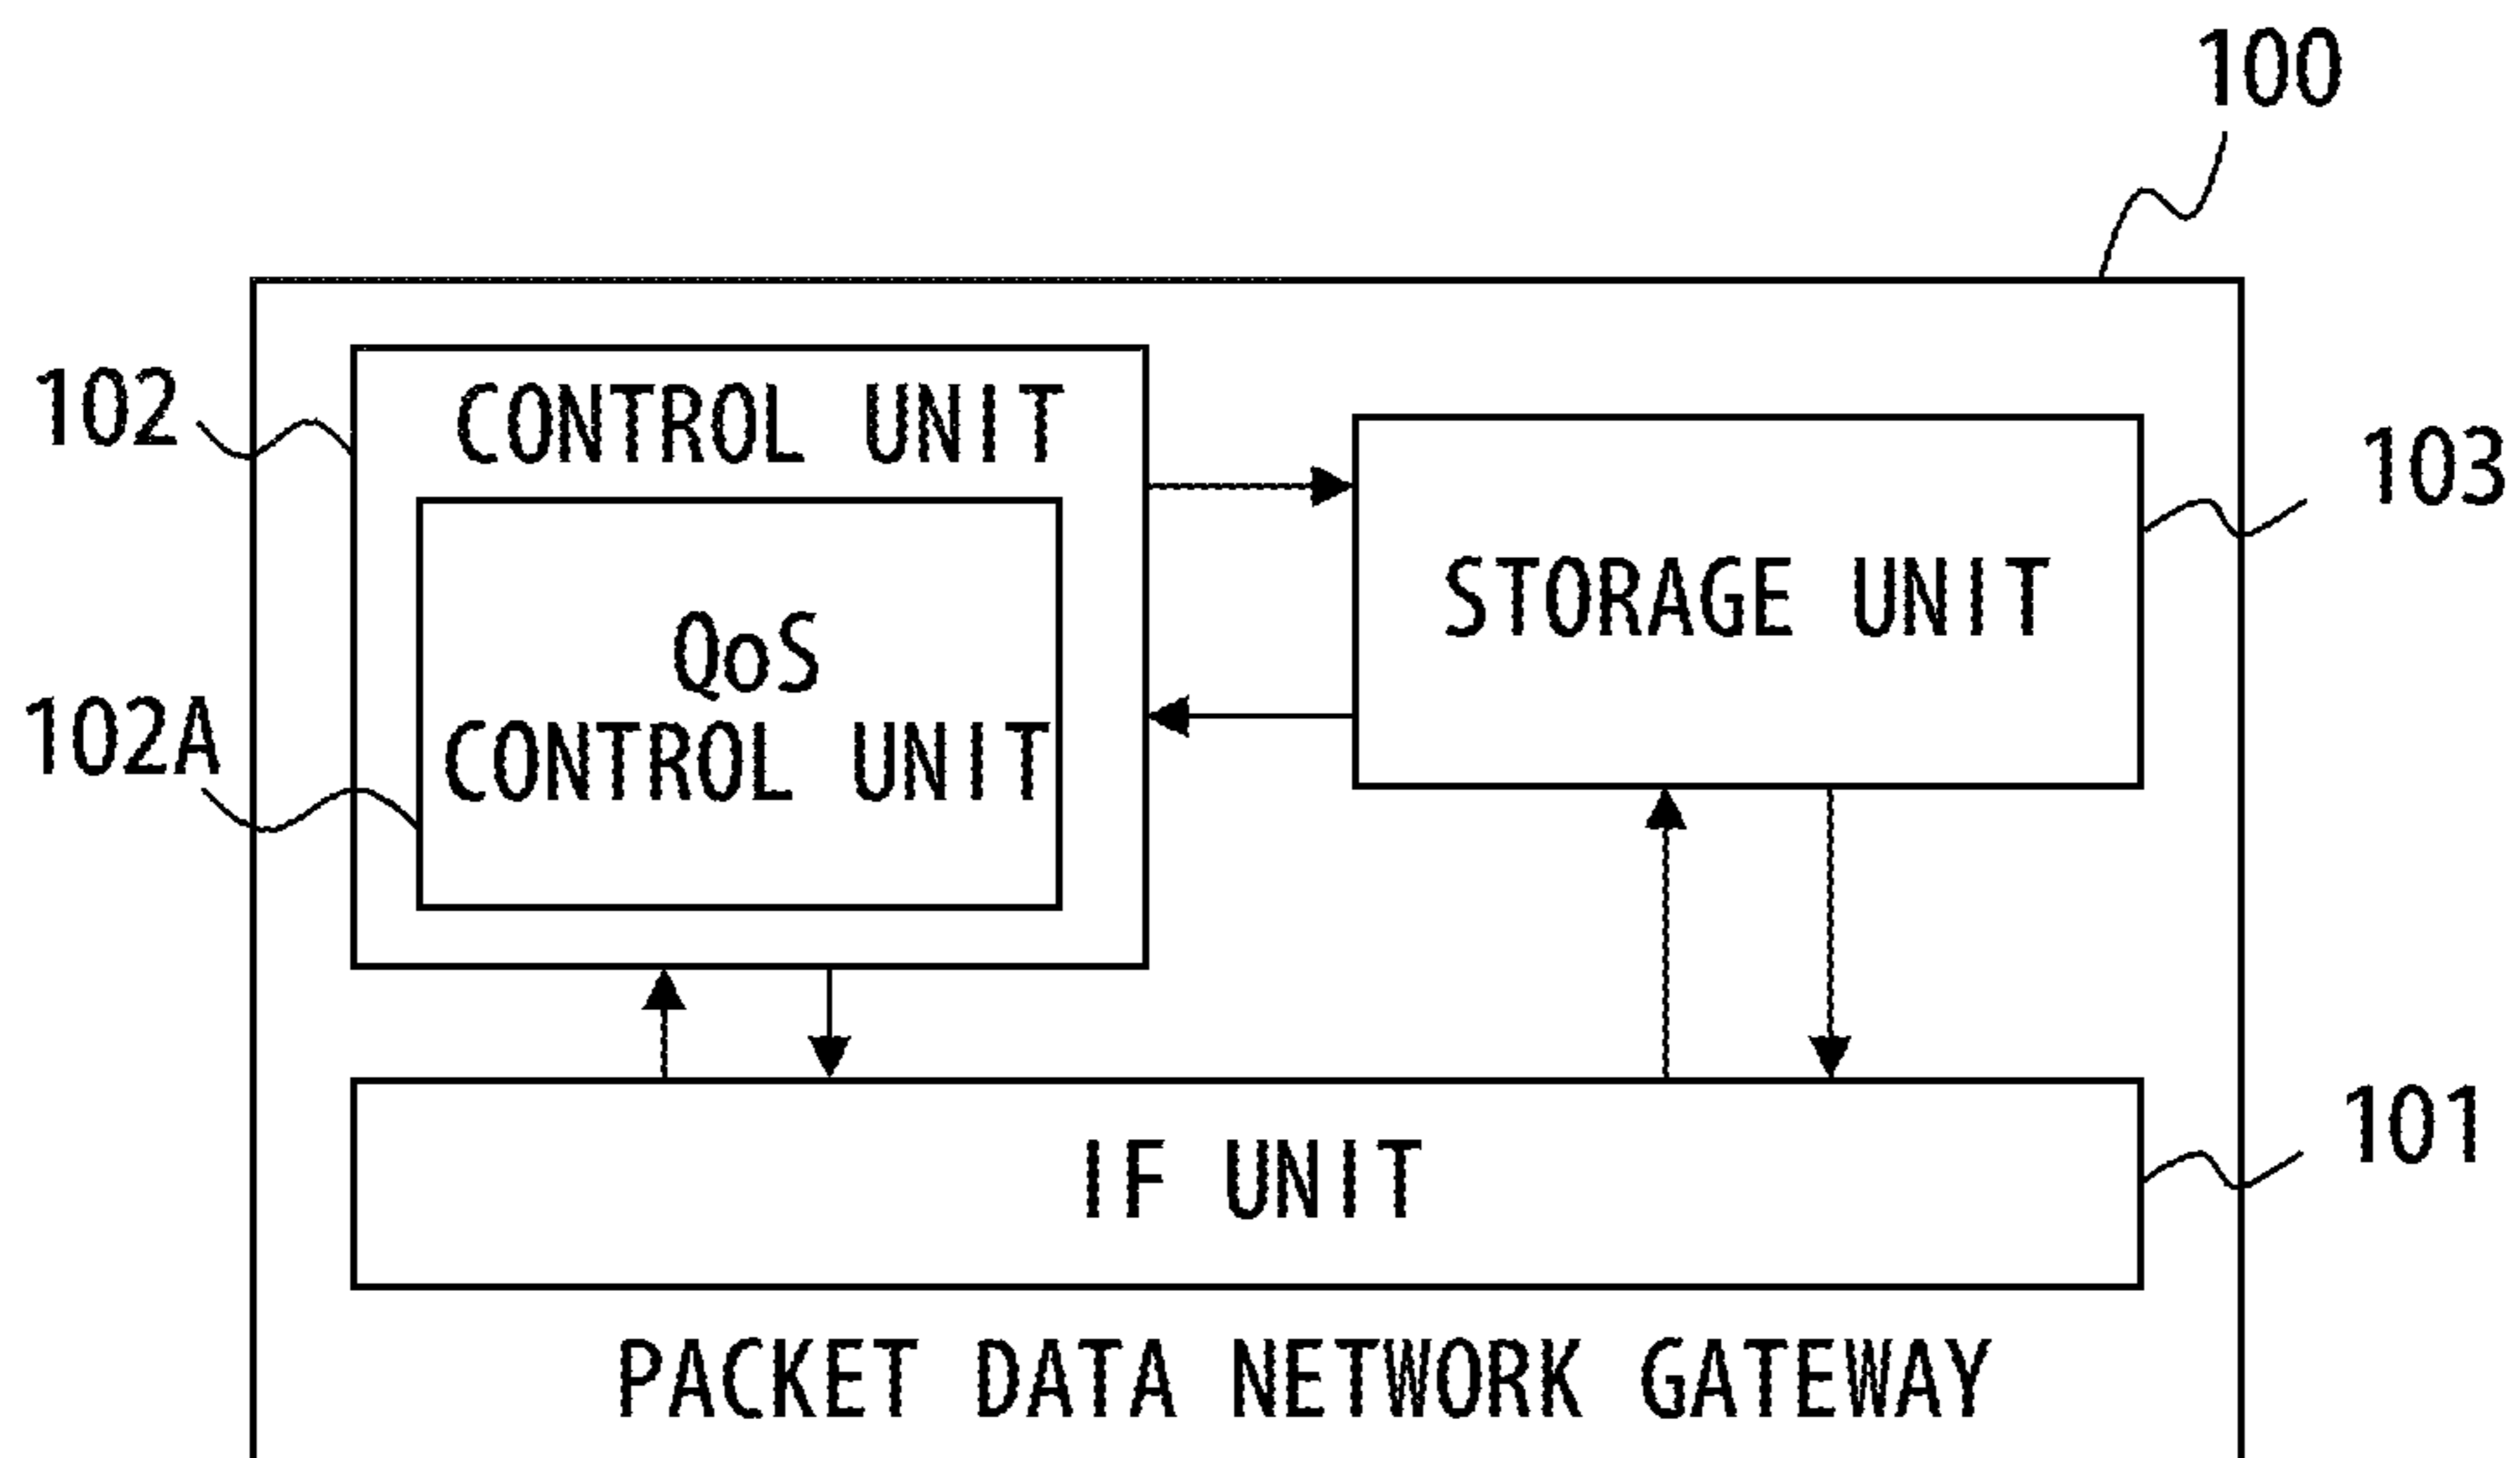 100
102
CONTROL UNIT
103
STORAGE UNIT
QoS
CONTROL UNIT
102A
101
IF UNIT
PACKET DATA NETWORK GATEWAY